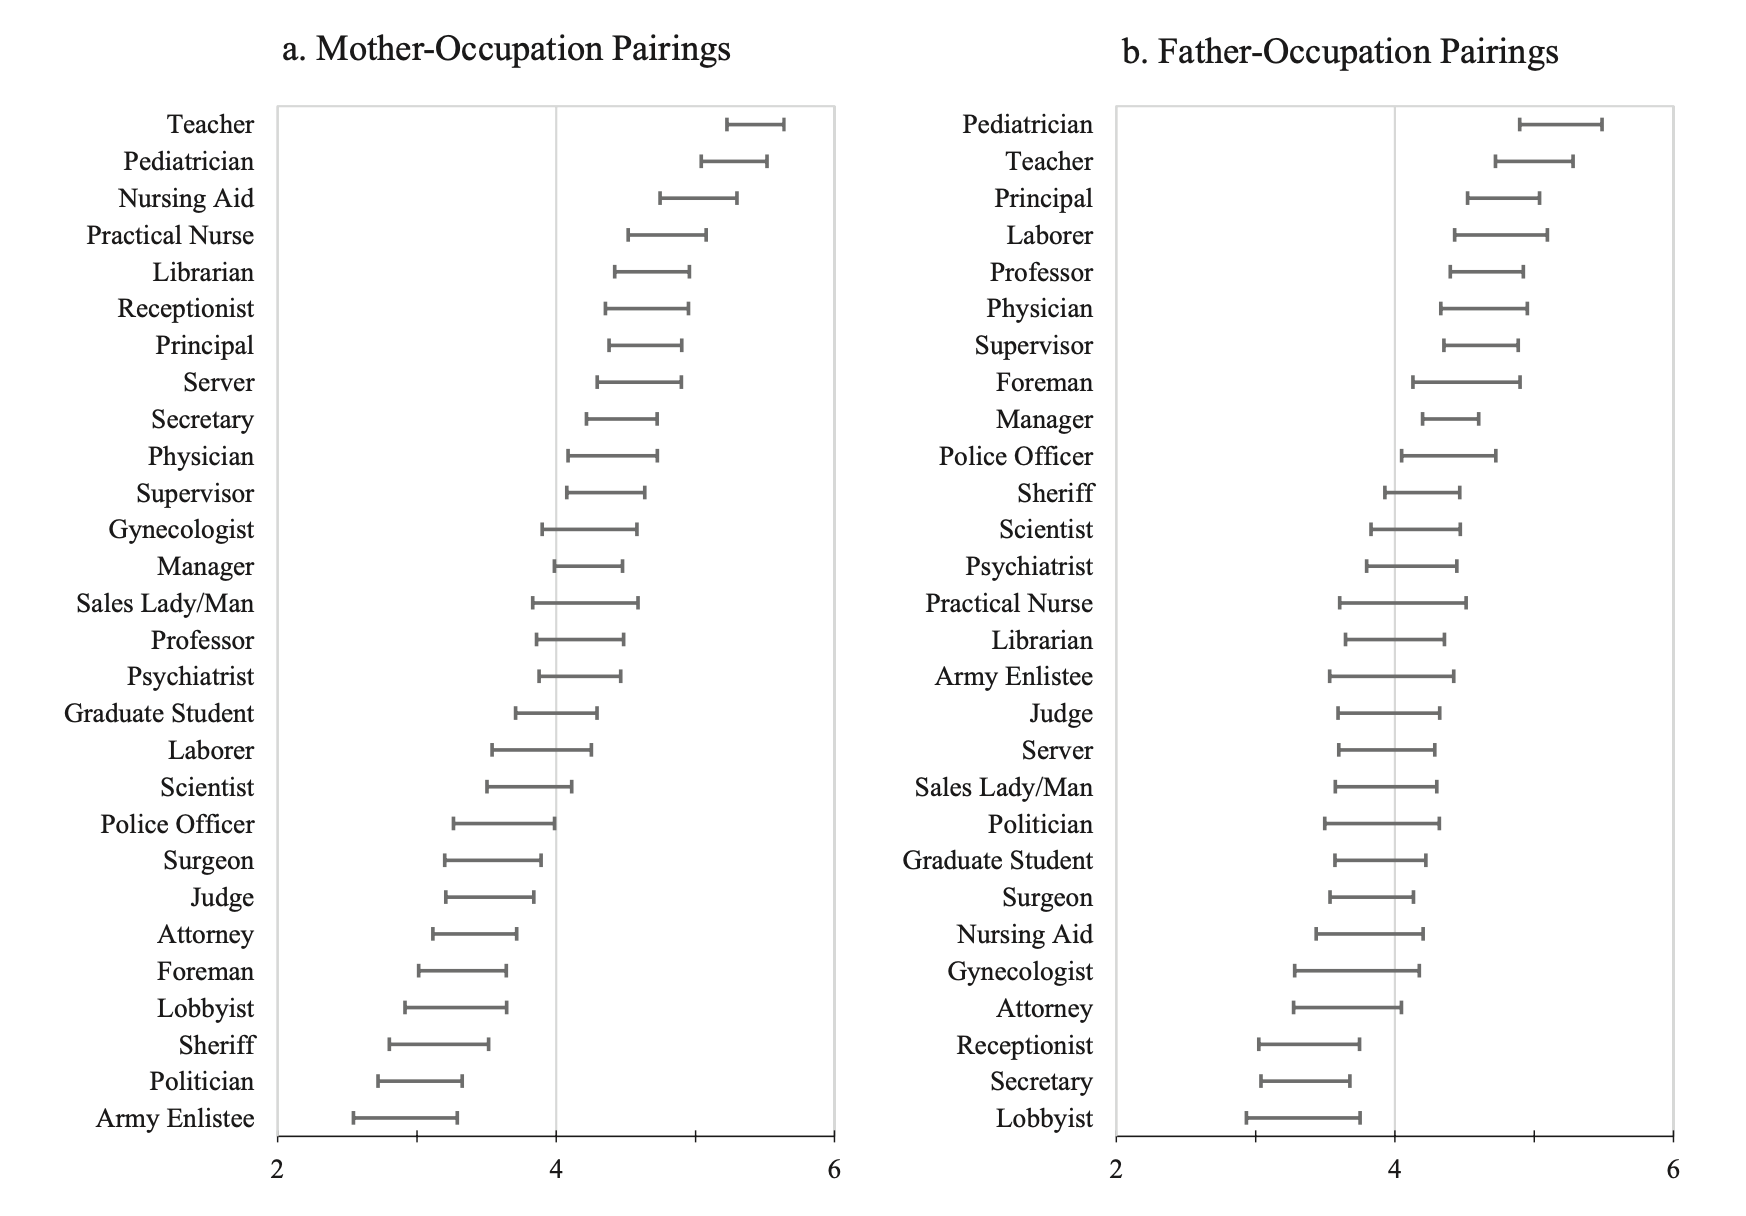 a. Mother-Occupation Pairings
Teacher
Pediatrician
Nursing Aid
Practical Nurse
Librarian
Receptionist
Principal
Server
Secretary
Physician
Supervisor
Gynecologist
Manager
Sales Lady/Man
Professor
Psychiatrist
Graduate Student
Laborer
Scientist
Police Officer
Surgeon
Judge
Attorney
Foreman
Lobbyist
Sheriff
Politician
Army Enlistee
2 4 6
b. Father-Occupation Pairings
Pediatrician
Teacher
Principal
Laborer
Professor
Physician
Supervisor
Foreman
Manager
Police Officer
Sheriff
Scientist
Psychiatrist
Practical Nurse
Librarian
Army Enlistee
Judge
Server
Sales Lady/Man
Politician
Graduate Student
Surgeon
Nursing Aid
Gynecologist
Attorney
Receptionist
Secretary
Lobbyist
2 4 6